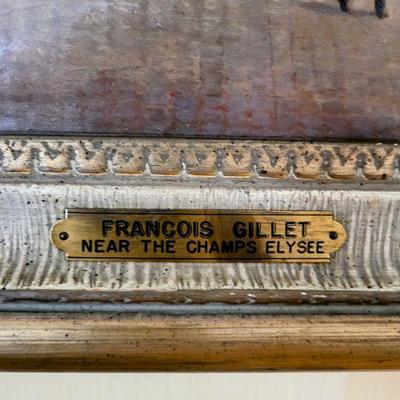 FRANCOIS GILLET
NEAR THE CHAMPS ELYSEE